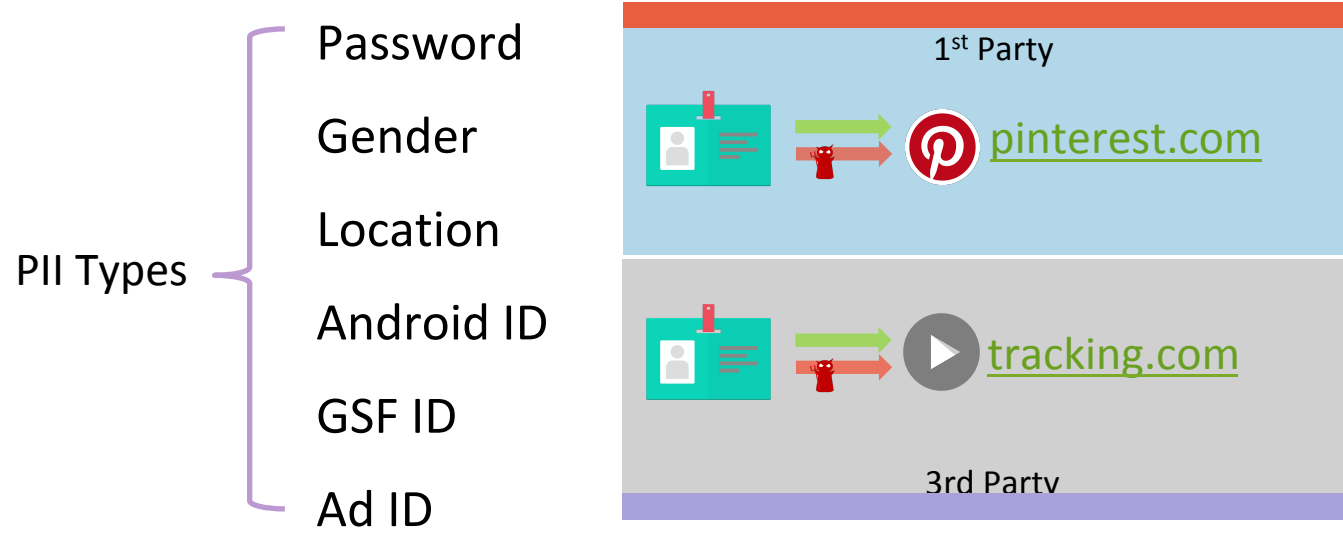 PII Types
Password
Gender
Location
Android ID
GSF ID
Ad ID
1st Party
pinterest.com
tracking.com
3rd Party